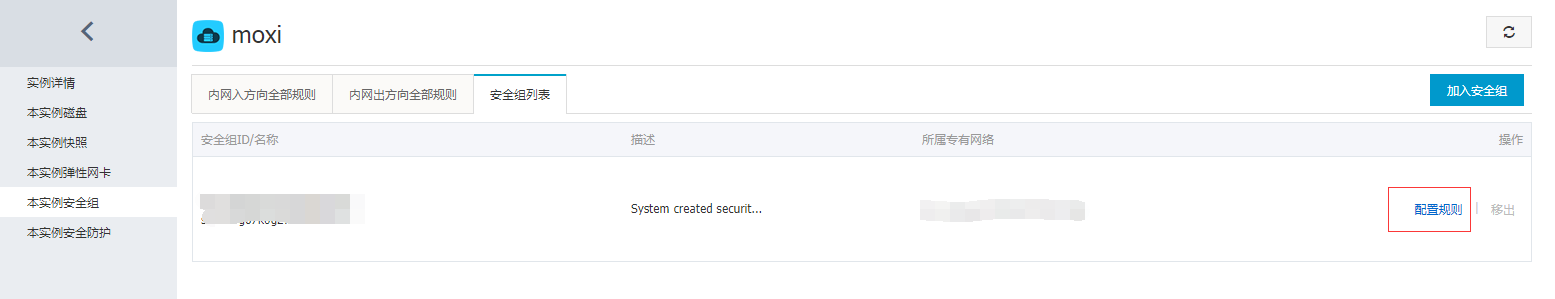 moxi
实例详情
本实例磁盘
本实例快照
本实例弹性网卡
本实例安全组
本实例安全防护
内网入方向全部规则 内网出方向全部规则 安全组列表 加入安全组
安全组ID/名称 描述 所属专有网络 操作
System created securit... 配置规则 | 移出